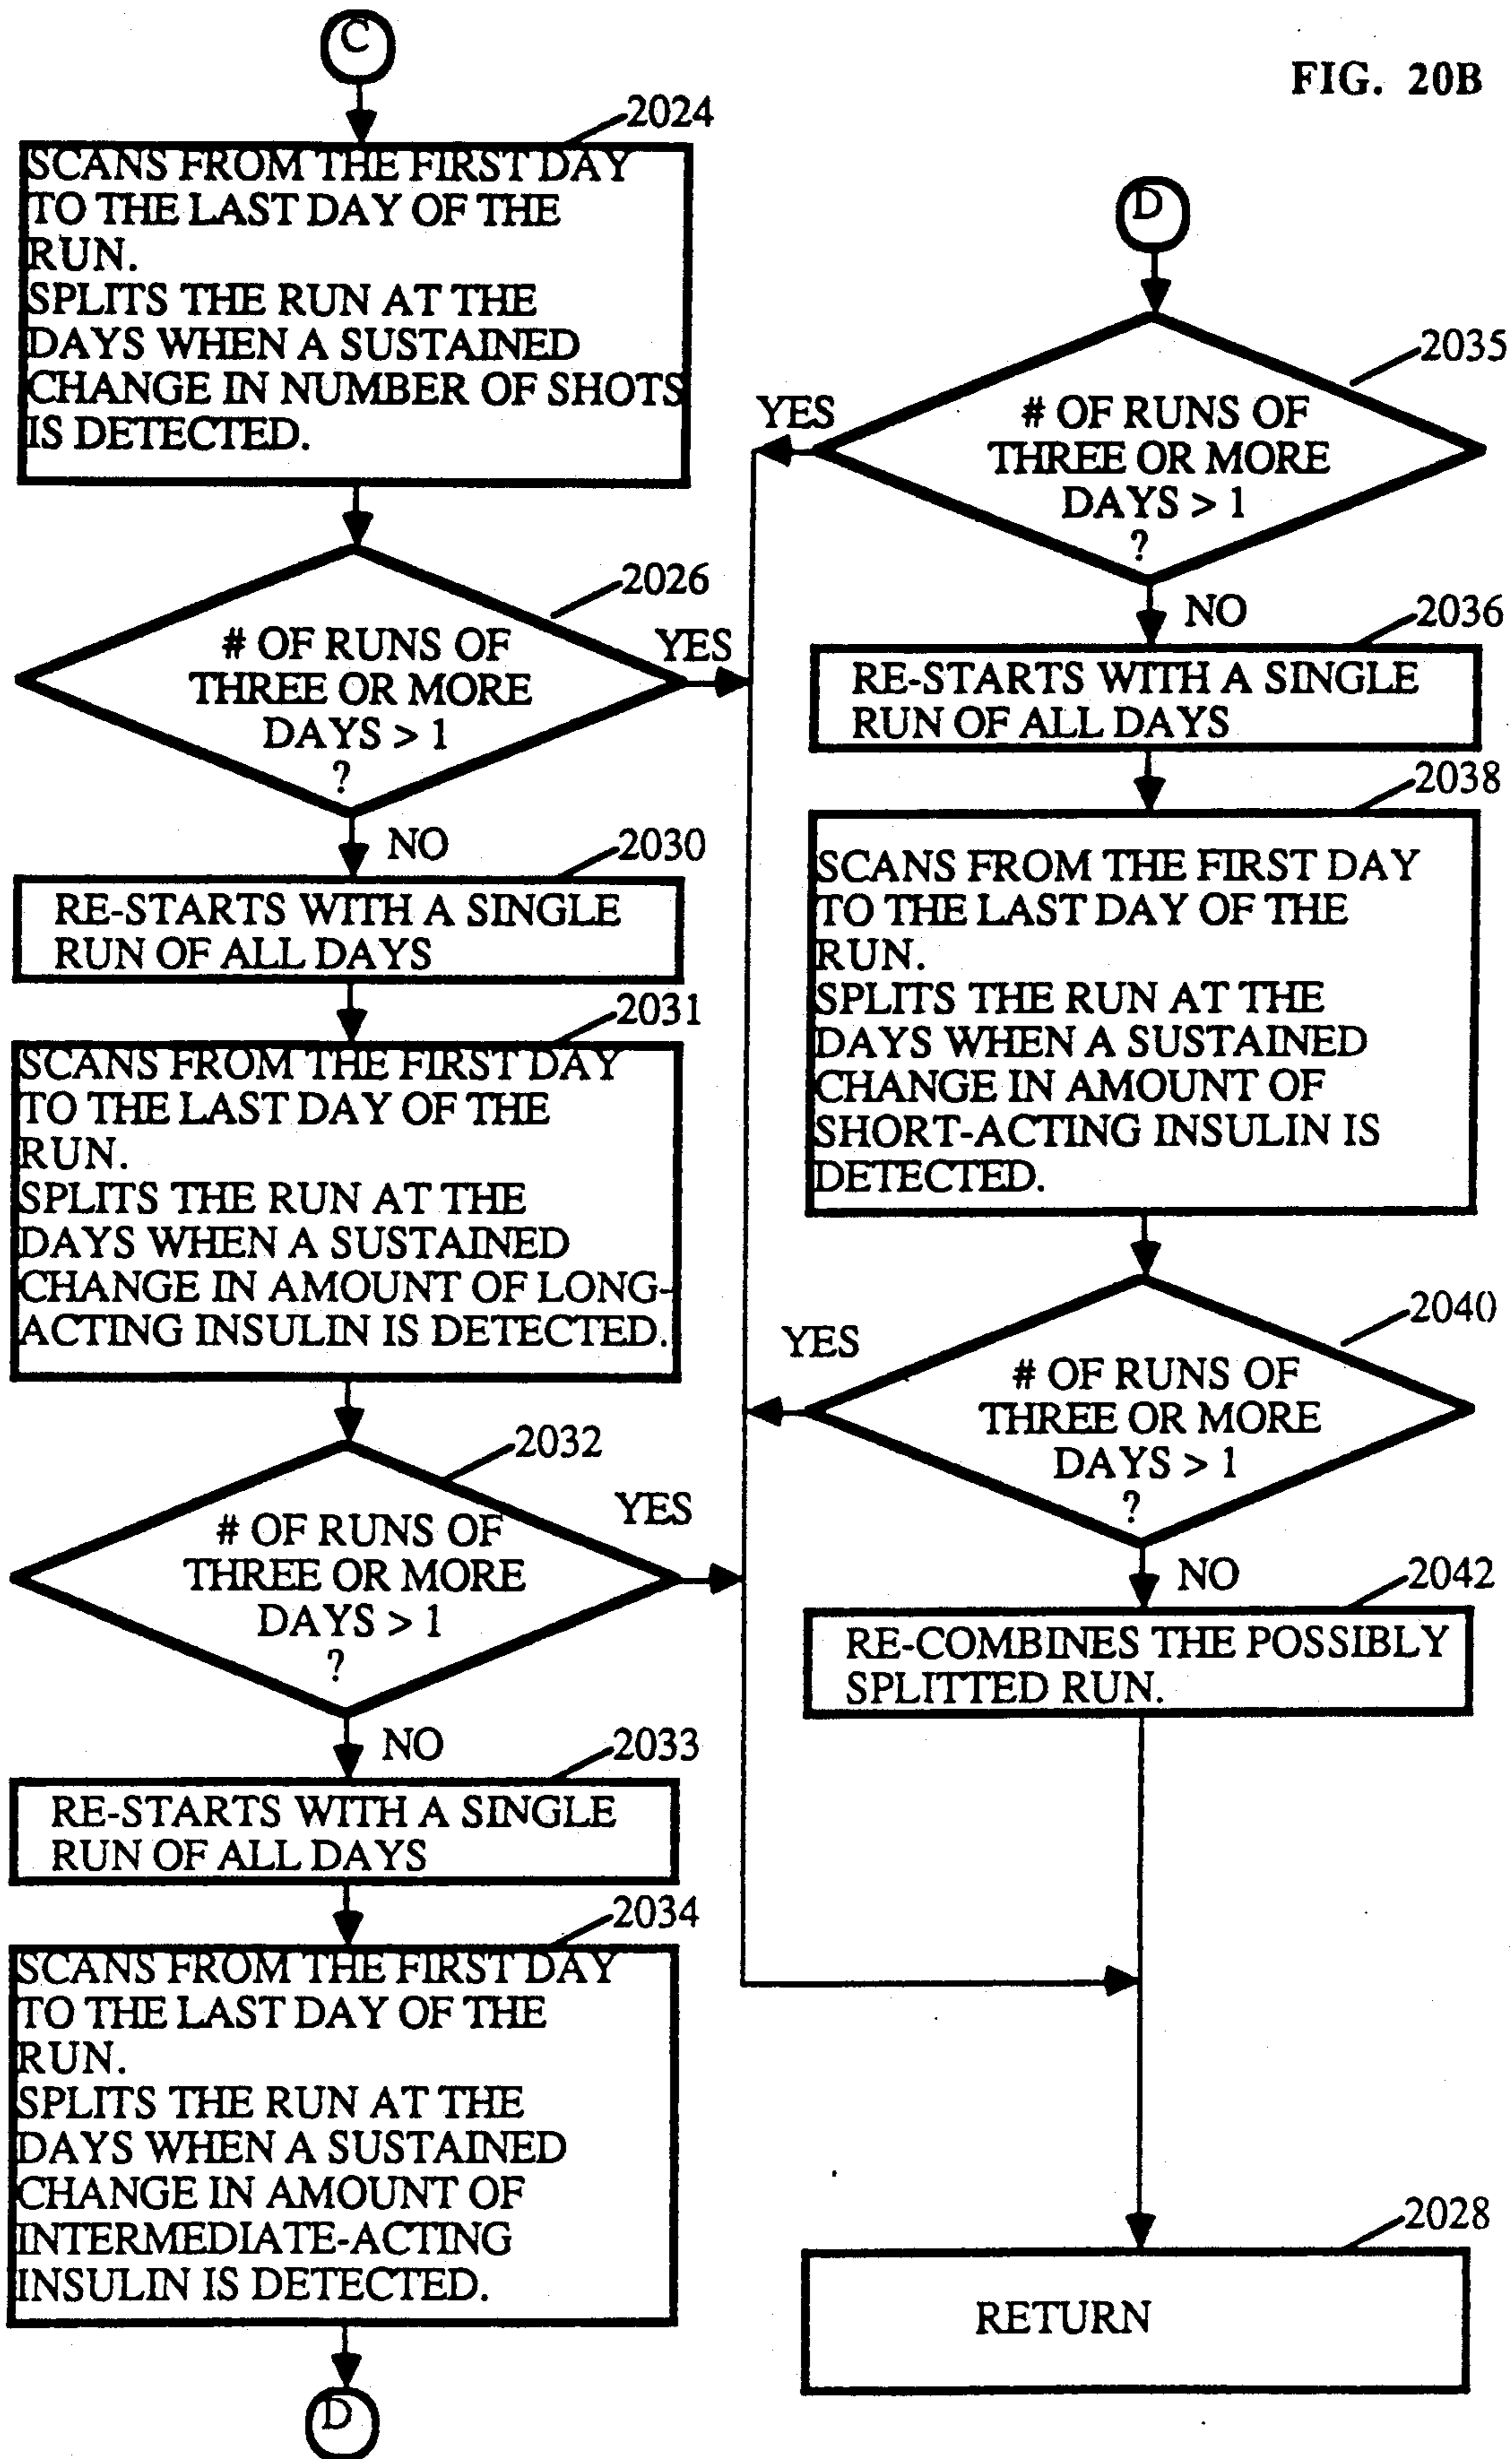 C
FIG. 20B
2024
SCANS FROM THE FIRST DAY
TO THE LAST DAY OF THE
RUN.
SPLITS THE RUN AT THE
DAYS WHEN A SUSTAINED
CHANGE IN NUMBER OF SHOTS
IS DETECTED.
2026
# OF RUNS OF
THREE OR MORE
DAYS > 1
?
YES
NO
2030
RE-STARTS WITH A SINGLE
RUN OF ALL DAYS
2031
SCANS FROM THE FIRST DAY
TO THE LAST DAY OF THE
RUN.
SPLITS THE RUN AT THE
DAYS WHEN A SUSTAINED
CHANGE IN AMOUNT OF LONG-
ACTING INSULIN IS DETECTED.
2032
# OF RUNS OF
THREE OR MORE
DAYS > 1
?
YES
NO
2033
RE-STARTS WITH A SINGLE
RUN OF ALL DAYS
2034
SCANS FROM THE FIRST DAY
TO THE LAST DAY OF THE
RUN.
SPLITS THE RUN AT THE
DAYS WHEN A SUSTAINED
CHANGE IN AMOUNT OF
INTERMEDIATE-ACTING
INSULIN IS DETECTED.
D
D
2035
YES
# OF RUNS OF
THREE OR MORE
DAYS > 1
?
NO
2036
RE-STARTS WITH A SINGLE
RUN OF ALL DAYS
2038
SCANS FROM THE FIRST DAY
TO THE LAST DAY OF THE
RUN.
SPLITS THE RUN AT THE
DAYS WHEN A SUSTAINED
CHANGE IN AMOUNT OF
SHORT-ACTING INSULIN IS
DETECTED.
2040
YES
# OF RUNS OF
THREE OR MORE
DAYS > 1
?
NO
2042
RE-COMBINES THE POSSIBLY
SPLITTED RUN.
2028
RETURN